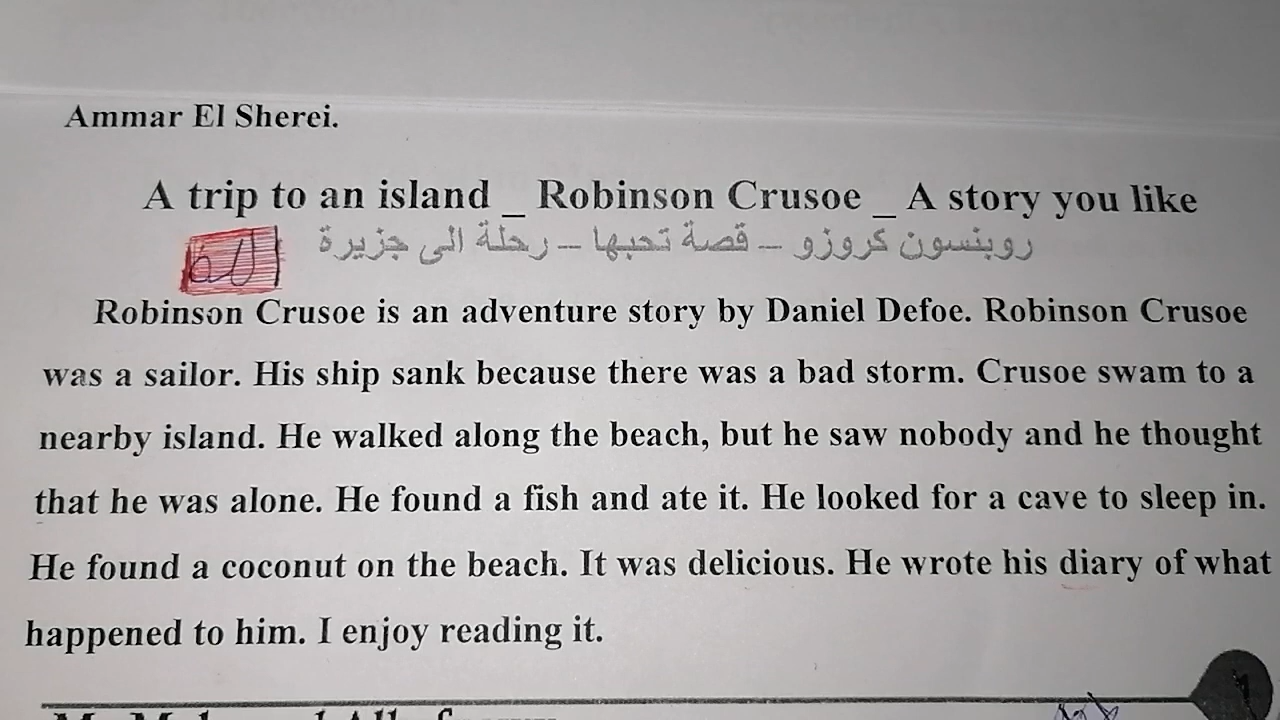 Ammar El Sherei.
A trip to an island _ Robinson Crusoe _ A story you like
روبنسون كروزو – قصة تحبها – رحلة الى جزيرة
Robinson Crusoe is an adventure story by Daniel Defoe. Robinson Crusoe
was a sailor. His ship sank because there was a bad storm. Crusoe swam to a
nearby island. He walked along the beach, but he saw nobody and he thought
that he was alone. He found a fish and ate it. He looked for a cave to sleep in.
He found a coconut on the beach. It was delicious. He wrote his diary of what
happened to him. I enjoy reading it.